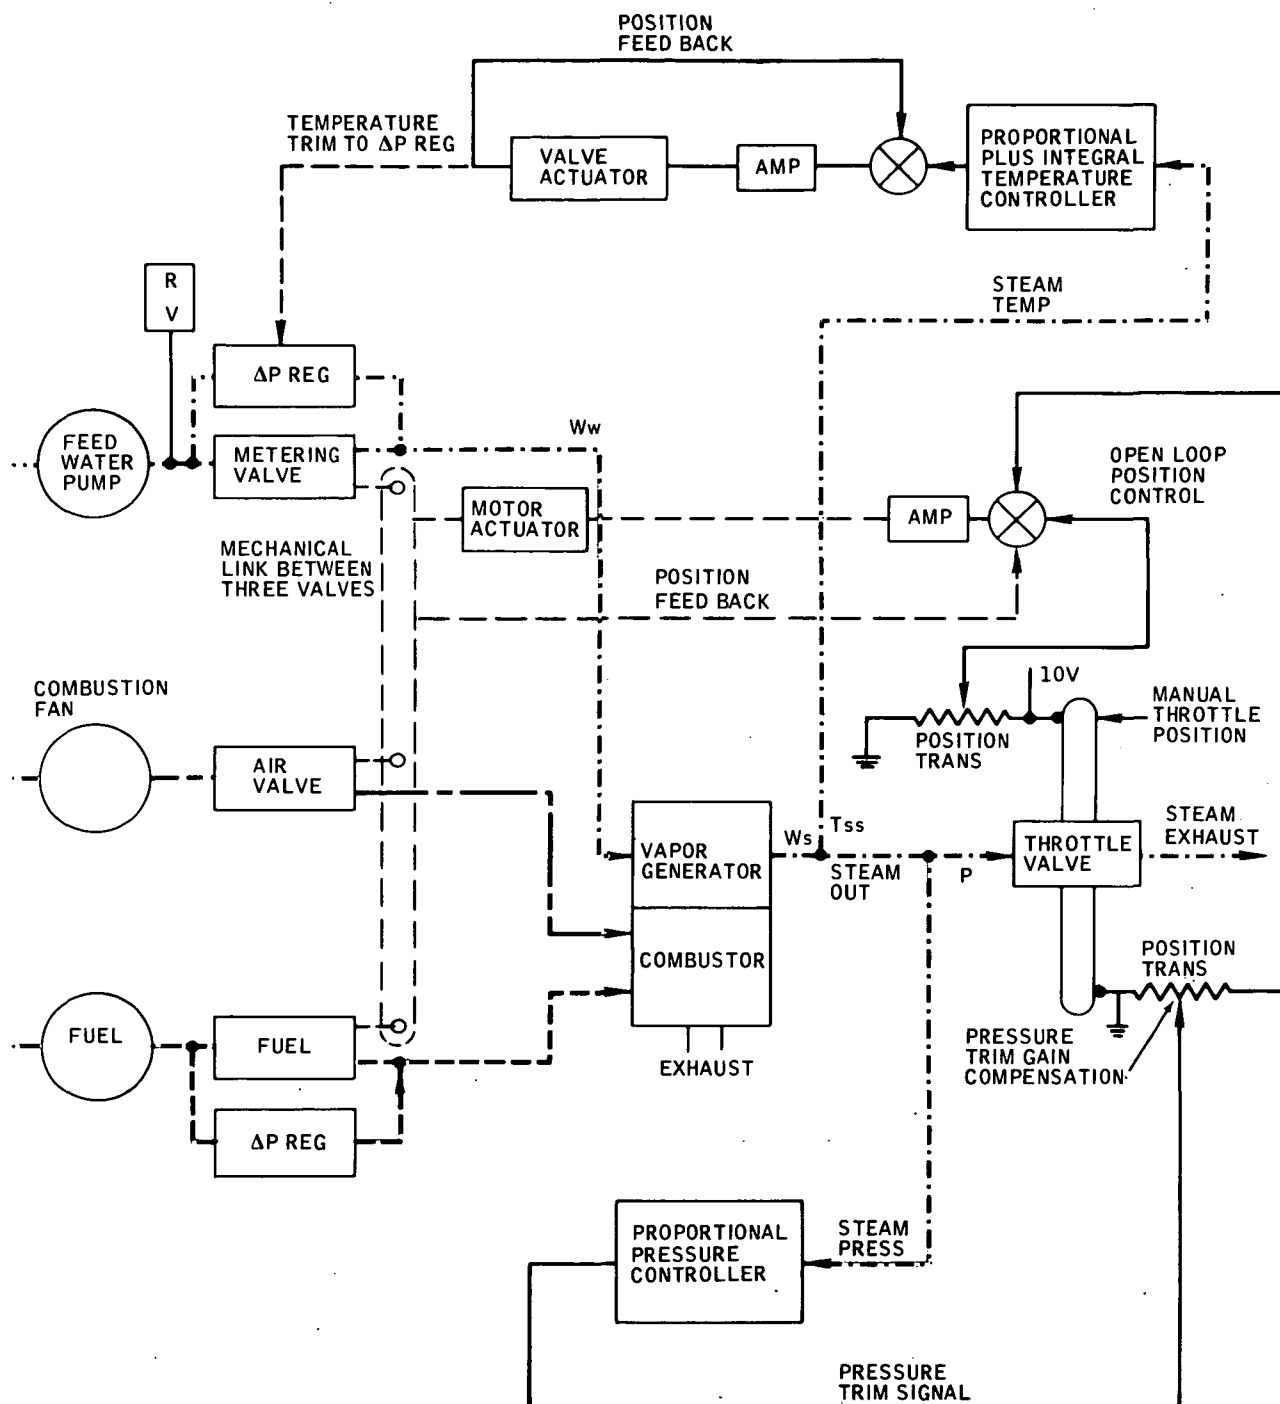 POSITION
FEED BACK
TEMPERATURE
TRIM TO ΔP REG
VALVE
ACTUATOR
AMP
PROPORTIONAL
PLUS INTEGRAL
TEMPERATURE
CONTROLLER
STEAM
TEMP
R
V
ΔP REG
FEED
WATER
PUMP
METERING
VALVE
Ww
OPEN LOOP
POSITION
CONTROL
MOTOR
ACTUATOR
AMP
MECHANICAL
LINK BETWEEN
THREE VALVES
POSITION
FEED BACK
COMBUSTION
FAN
10V
MANUAL
THROTTLE
POSITION
POSITION
TRANS
AIR
VALVE
VAPOR
GENERATOR
Ws
Tss
STEAM
OUT
P
THROTTLE
VALVE
STEAM
EXHAUST
COMBUSTOR
POSITION
TRANS
FUEL
FUEL
EXHAUST
PRESSURE
TRIM GAIN
COMPENSATION
ΔP REG
PROPORTIONAL
PRESSURE
CONTROLLER
STEAM
PRESS
PRESSURE
TRIM SIGNAL